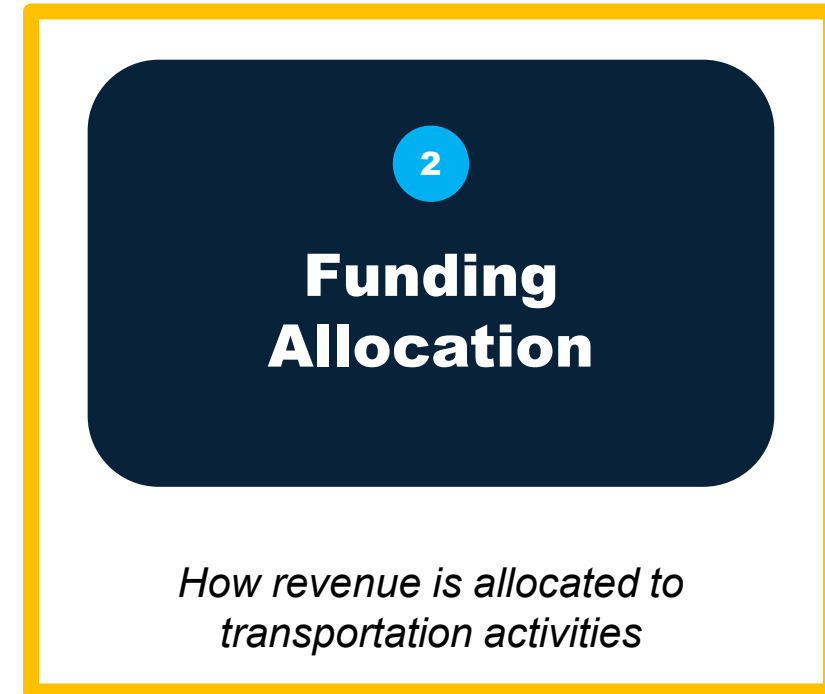 2
Funding
Allocation
How revenue is allocated to
transportation activities